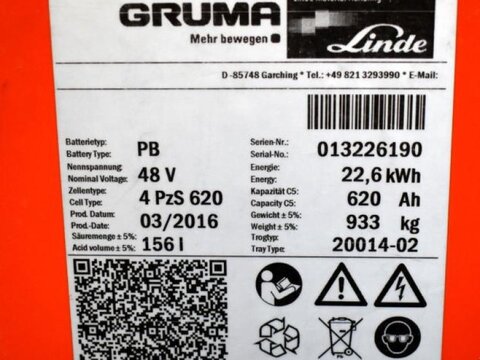 GRUMA
Mehr bewegen
Linde
D -85748 Garching * Tel.: +49 821 3293990 * E-Mail:
Batterietyp:
Battery Type: PB
Serien-Nr.:
Serial-No.: 013226190
Nennspannung:
Nominal Voltage: 48 V
Energie:
Energy: 22,6 kWh
Zellentype:
Cell Type: 4 PzS 620
Kapazität C5:
Capacity C5: 620 Ah
Prod. Datum
Prod.-Date: 03/2016
Gewicht ± 5%:
Weight ± 5%: 933 kg
Säuremenge ± 5%:
Acid volume ± 5%: 156 l
Trogtyp:
Tray Type: 20014-02